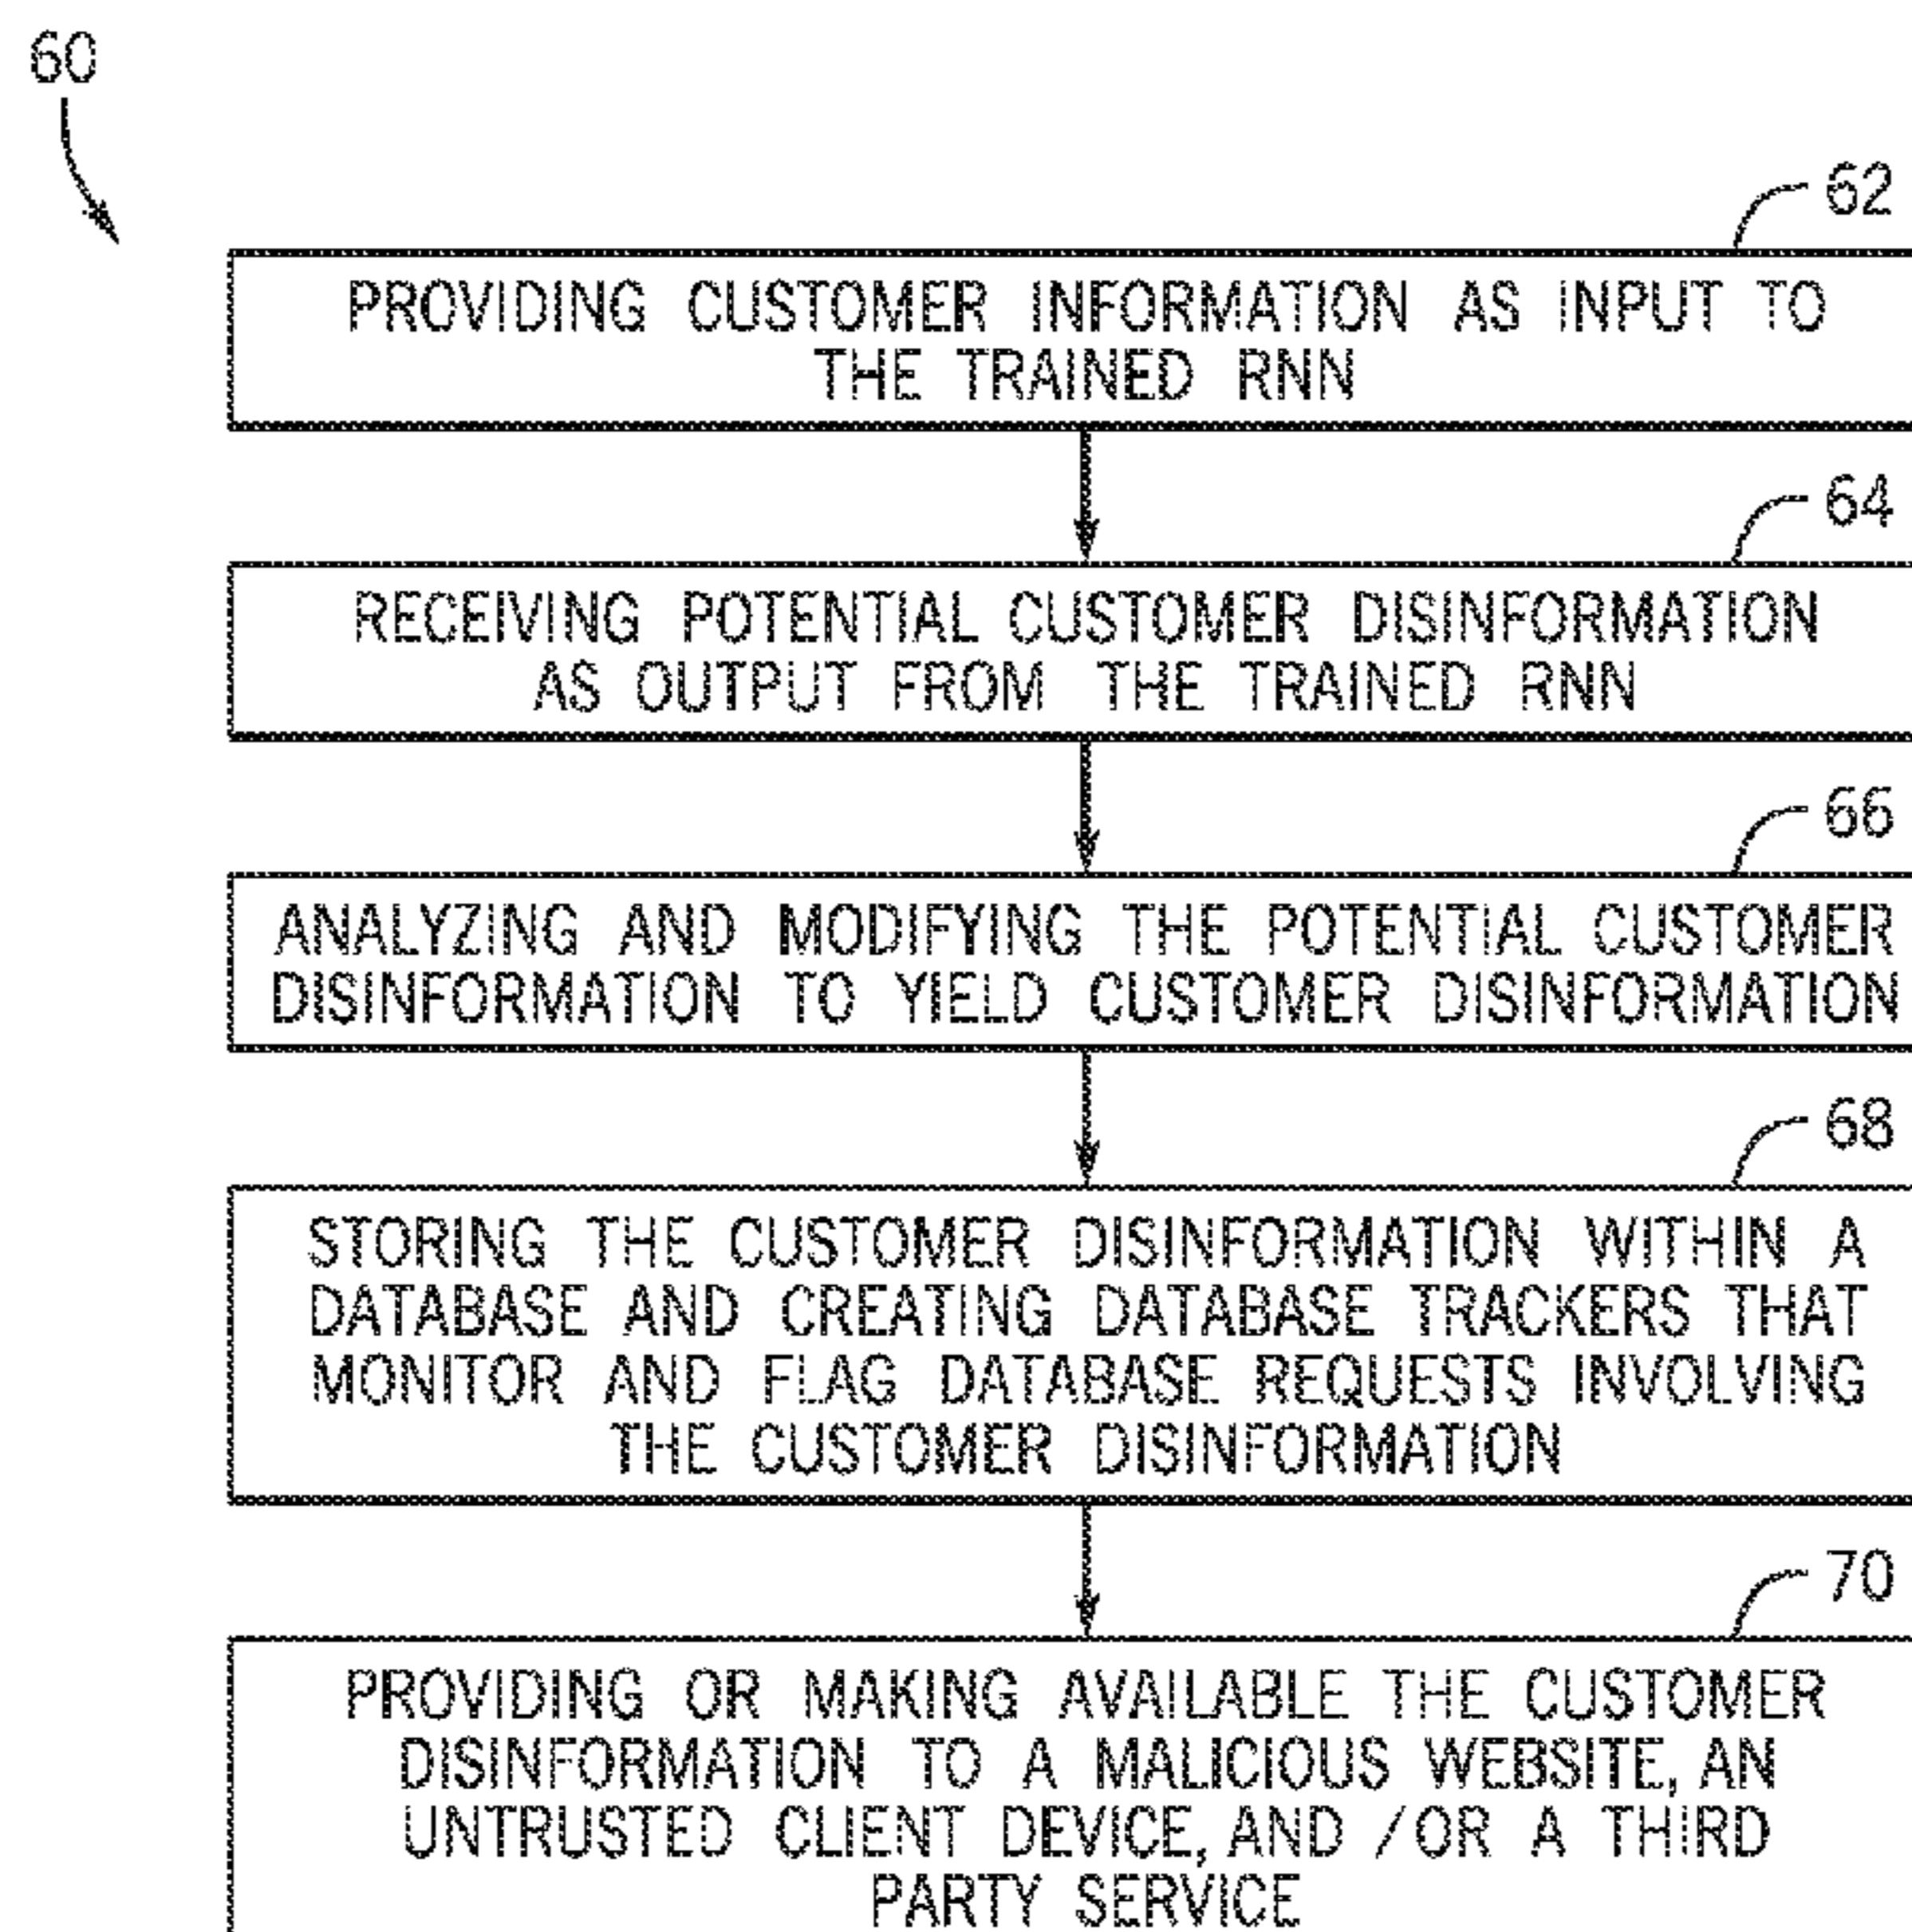 60
62
PROVIDING CUSTOMER INFORMATION AS INPUT TO
THE TRAINED RNN
64
RECEIVING POTENTIAL CUSTOMER DISINFORMATION
AS OUTPUT FROM THE TRAINED RNN
66
ANALYZING AND MODIFYING THE POTENTIAL CUSTOMER
DISINFORMATION TO YIELD CUSTOMER DISINFORMATION
68
STORING THE CUSTOMER DISINFORMATION WITHIN A
DATABASE AND CREATING DATABASE TRACKERS THAT
MONITOR AND FLAG DATABASE REQUESTS INVOLVING
THE CUSTOMER DISINFORMATION
70
PROVIDING OR MAKING AVAILABLE THE CUSTOMER
DISINFORMATION TO A MALICIOUS WEBSITE, AN
UNTRUSTED CLIENT DEVICE, AND /OR A THIRD
PARTY SERVICE